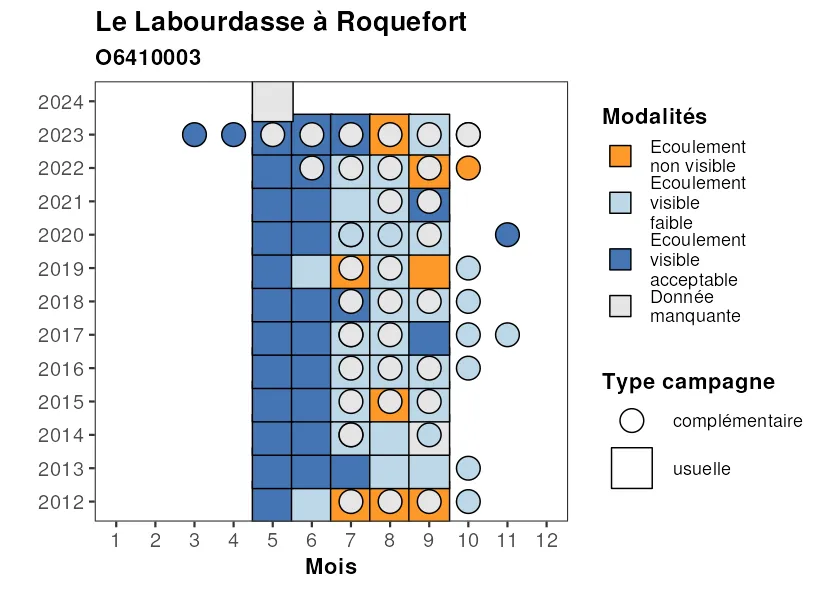 Le Labourdasse à Roquefort
O6410003
2024
2023
2022
2021
2020
2019
2018
2017
2016
2015
2014
2013
2012
1 2 3 4 5 6 7 8 9 10 11 12
Mois
Modalités
Ecoulement
non visible
Ecoulement
visible
faible
Ecoulement
visible
acceptable
Donnée
manquante
Type campagne
complémentaire
usuelle